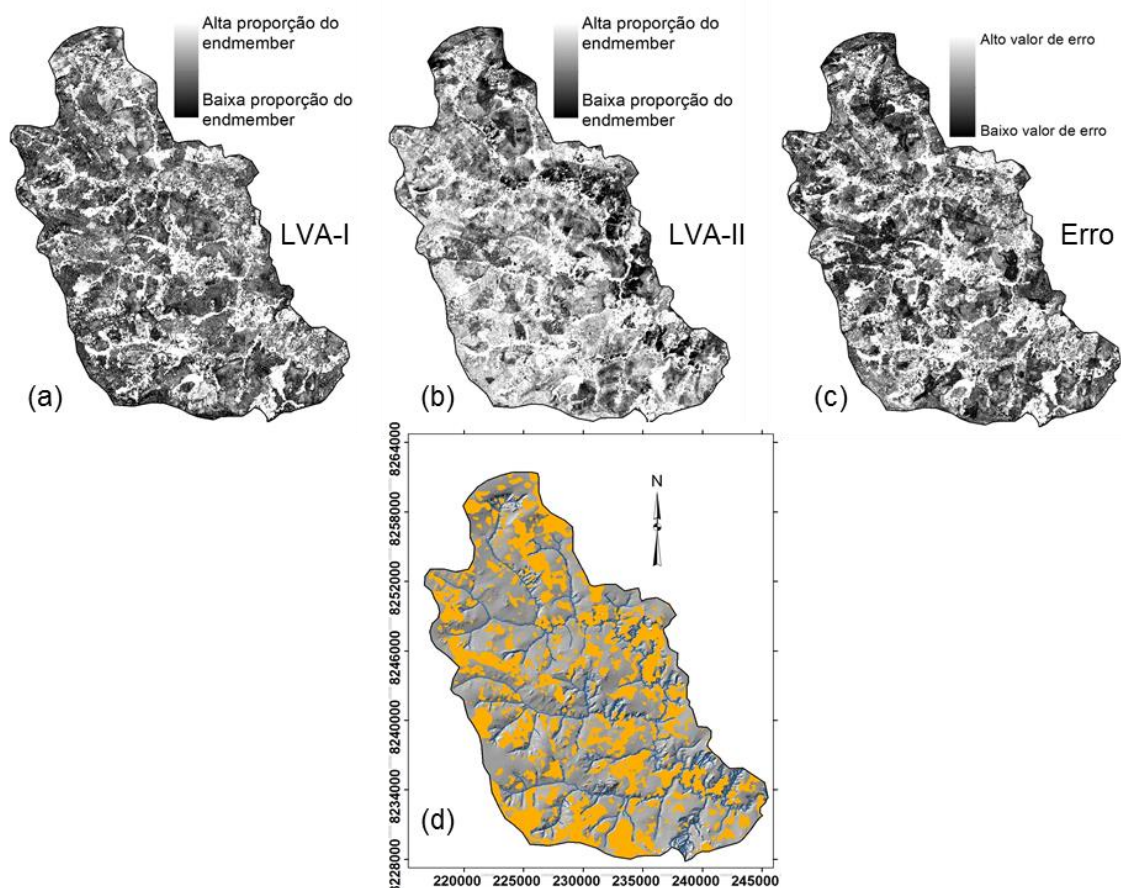 Alta proporção do
endmember
Baixa proporção do
endmember
LVA-I
(a)
Alta proporção do
endmember
Baixa proporção do
endmember
LVA-II
(b)
Alto valor de erro
Baixo valor de erro
Erro
(c)
N
8264000
8258000
8252000
8246000
8240000
8234000
8228000
(d)
220000 225000 230000 235000 240000 245000